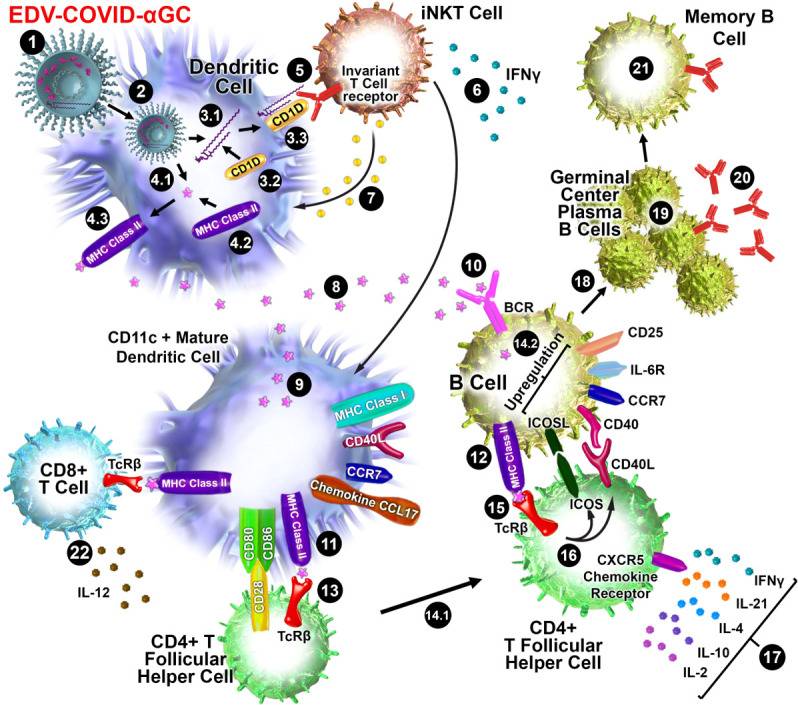 EDV-COVID-αGC
1
2
Dendritic
Cell
3.1
CD1D
3.3
CD1D
3.2
4.1
4.3
MHC Class II
MHC Class II
4.2
5
Invariant
T Cell
receptor
iNKT Cell
6
IFNγ
7
8
CD11c + Mature
Dendritic Cell
9
MHC Class I
CD40L
CCR7
Chemokine CCL17
MHC Class II
11
CD80
CD86
CD28
CD8+
T Cell
TcRβ
MHC Class II
22
IL-12
13
TcRβ
CD4+ T
Follicular
Helper Cell
14.1
10
BCR
14.2
B Cell
Upregulation
CD25
IL-6R
CCR7
CD40
CD40L
ICOSL
ICOS
12
MHC Class II
15
TcRβ
16
CXCR5
Chemokine
Receptor
CD4+
T Follicular
Helper Cell
IFNγ
IL-21
IL-4
IL-10
IL-2
17
18
Germinal
Center
Plasma
B Cells
19
20
21
Memory B
Cell